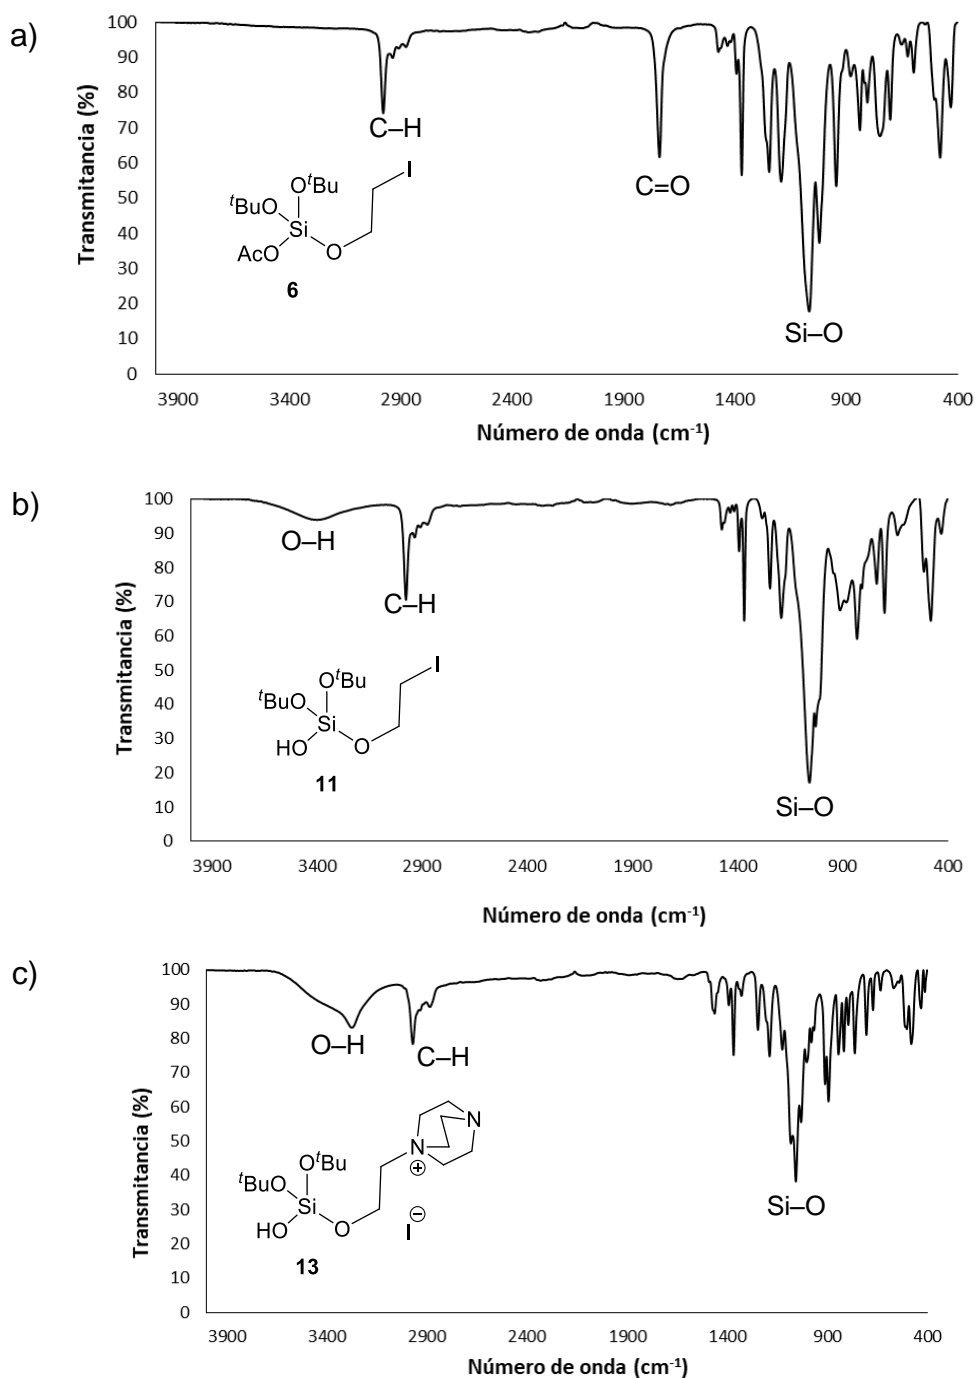 a)
Transmitancia (%)
100
90
80
70
60
50
40
30
20
10
0
C–H
C=O
Si–O
OᵗBu
ᵗBuO
Si
AcO
O
I
6
3900 3400 2900 2400 1900 1400 900 400
Número de onda (cm⁻¹)
b)
Transmitancia (%)
100
90
80
70
60
50
40
30
20
10
0
O–H
C–H
Si–O
OᵗBu
ᵗBuO
Si
HO
O
I
11
3900 3400 2900 2400 1900 1400 900 400
Número de onda (cm⁻¹)
c)
Transmitancia (%)
100
90
80
70
60
50
40
30
20
10
0
O–H
C–H
Si–O
N
N
⊕
OᵗBu
ᵗBuO
Si
HO
O
I⊖
13
3900 3400 2900 2400 1900 1400 900 400
Número de onda (cm⁻¹)